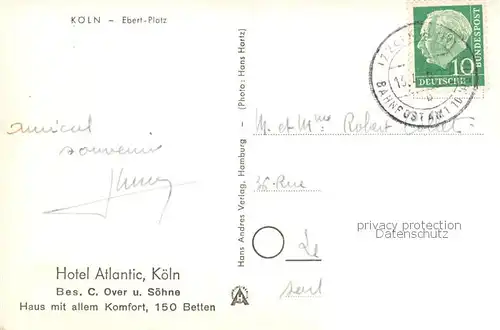 KÖLN – Ebert-Platz
amical
souvenir
Hotel Atlantic, Köln
Bes. C. Over u. Söhne
Haus mit allem Komfort, 150 Betten
Hans Andres Verlag, Hamburg – (Photo: Hans Hartz)
DEUTSCHE BUNDESPOST
10
BAHNPOSTAMT 10
M. et Mme Robert
Rue
privacy protection
Datenschutz